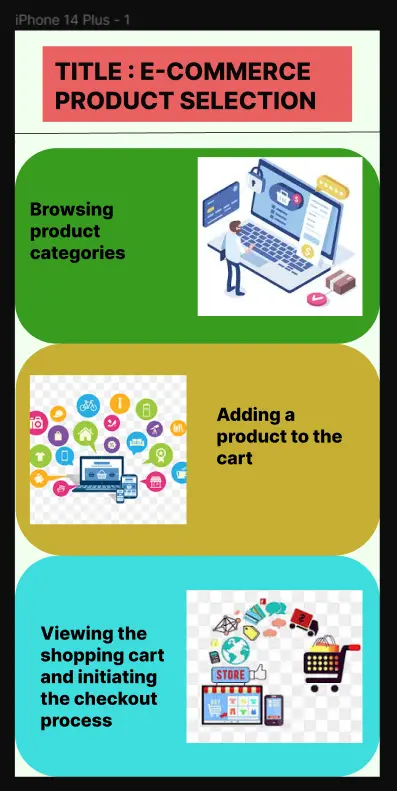 iPhone 14 Plus - 1
TITLE : E-COMMERCE
PRODUCT SELECTION
Browsing
product
categories
Adding a
product to the
cart
Viewing the
shopping cart
and initiating
the checkout
process
STORE